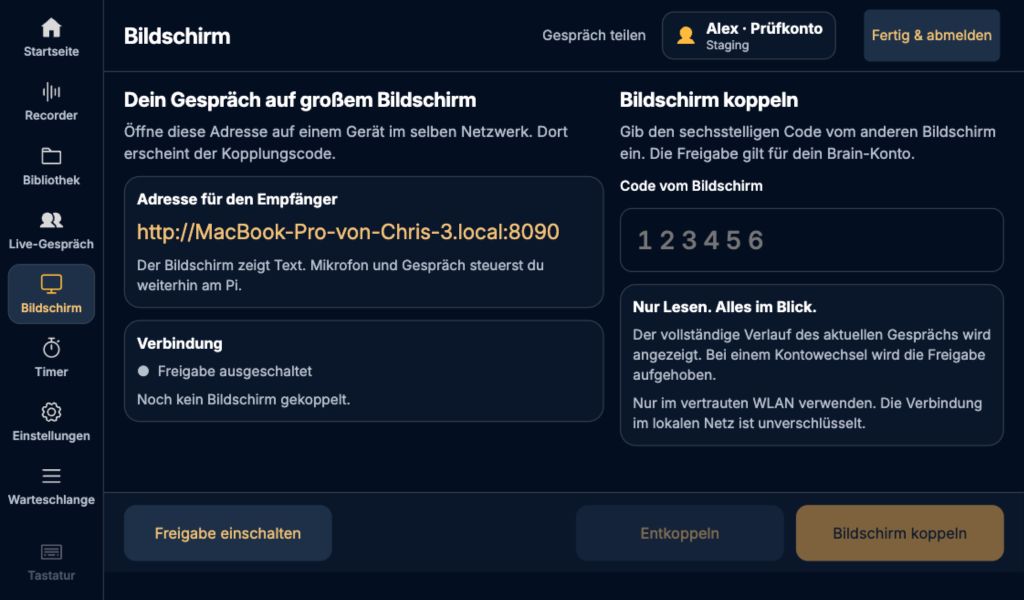 Startseite
Recorder
Bibliothek
Live-Gespräch
Bildschirm
Timer
Einstellungen
Warteschlange
Tastatur
Bildschirm
Gespräch teilen
Alex · Prüfkonto
Staging
Fertig & abmelden
Dein Gespräch auf großem Bildschirm
Öffne diese Adresse auf einem Gerät im selben Netzwerk. Dort
erscheint der Kopplungscode.
Adresse für den Empfänger
http://MacBook-Pro-von-Chris-3.local:8090
Der Bildschirm zeigt Text. Mikrofon und Gespräch steuerst du
weiterhin am Pi.
Verbindung
Freigabe ausgeschaltet
Noch kein Bildschirm gekoppelt.
Bildschirm koppeln
Gib den sechsstelligen Code vom anderen Bildschirm
ein. Die Freigabe gilt für dein Brain-Konto.
Code vom Bildschirm
123456
Nur Lesen. Alles im Blick.
Der vollständige Verlauf des aktuellen Gesprächs wird
angezeigt. Bei einem Kontowechsel wird die Freigabe
aufgehoben.
Nur im vertrauten WLAN verwenden. Die Verbindung
im lokalen Netz ist unverschlüsselt.
Freigabe einschalten
Entkoppeln
Bildschirm koppeln